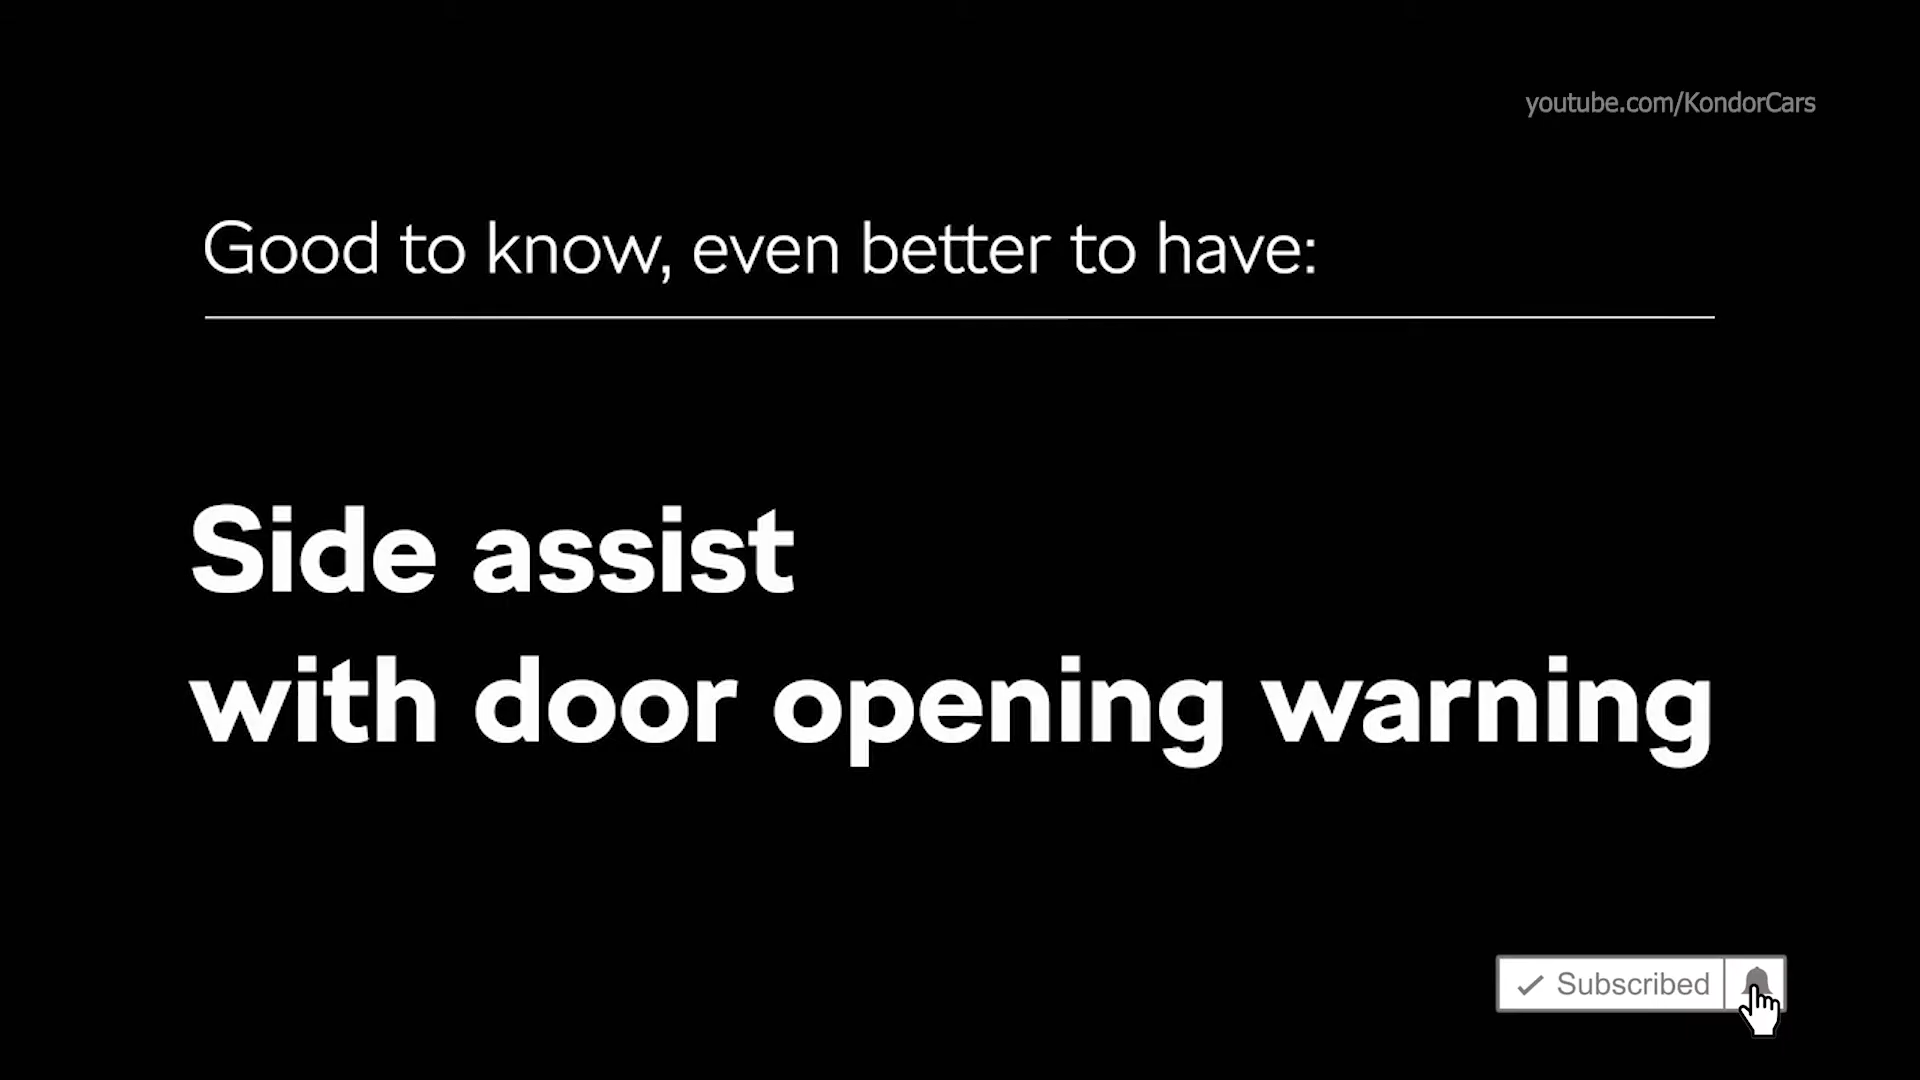 youtube.com/KondorCars
Good to know, even better to have:
Side assist
with door opening warning
Subscribed